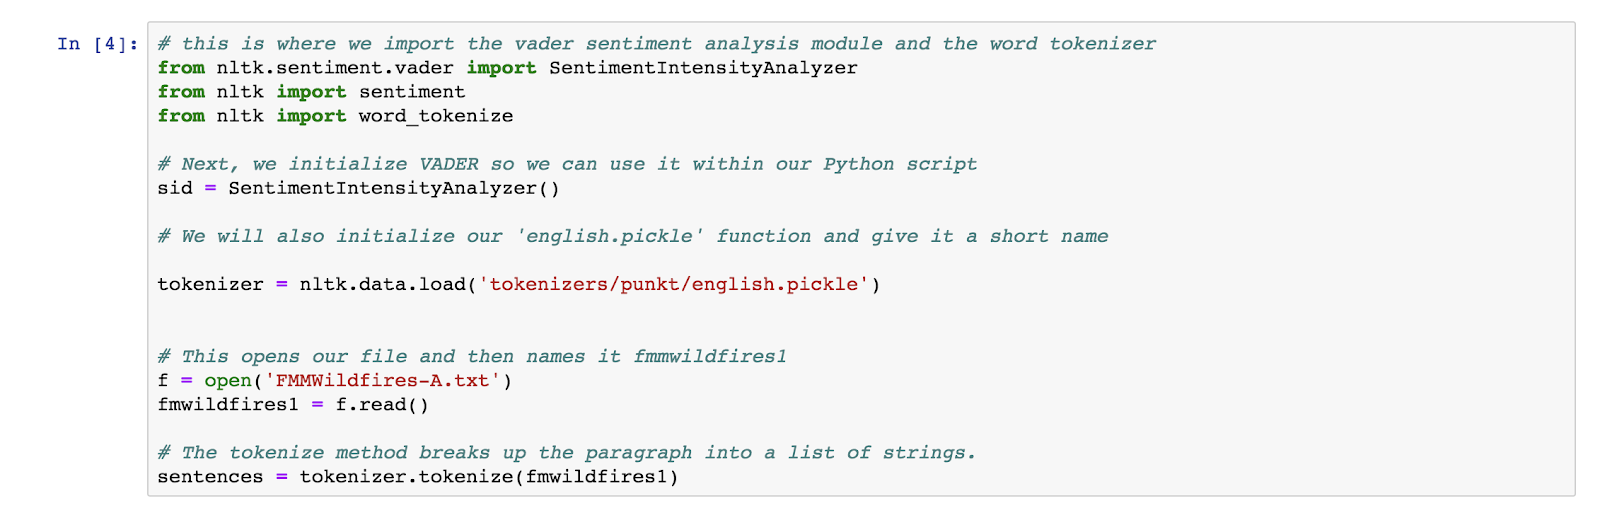 In [4]: # this is where we import the vader sentiment analysis module and the word tokenizer
from nltk.sentiment.vader import SentimentIntensityAnalyzer
from nltk import sentiment
from nltk import word_tokenize
# Next, we initialize VADER so we can use it within our Python script
sid = SentimentIntensityAnalyzer()
# We will also initialize our 'english.pickle' function and give it a short name
tokenizer = nltk.data.load('tokenizers/punkt/english.pickle')
# This opens our file and then names it fmmwildfires1
f = open('FMMWildfires-A.txt')
fmwildfires1 = f.read()
# The tokenize method breaks up the paragraph into a list of strings.
sentences = tokenizer.tokenize(fmwildfires1)